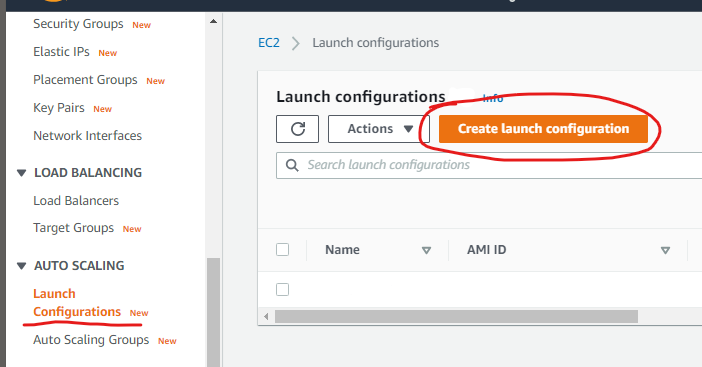 Security Groups New
Elastic IPs New
Placement Groups New
Key Pairs New
Network Interfaces
LOAD BALANCING
Load Balancers
Target Groups New
AUTO SCALING
Launch
Configurations New
Auto Scaling Groups New
EC2 > Launch configurations
Launch configurations Info
Actions
Create launch configuration
Search launch configurations
Name
AMI ID